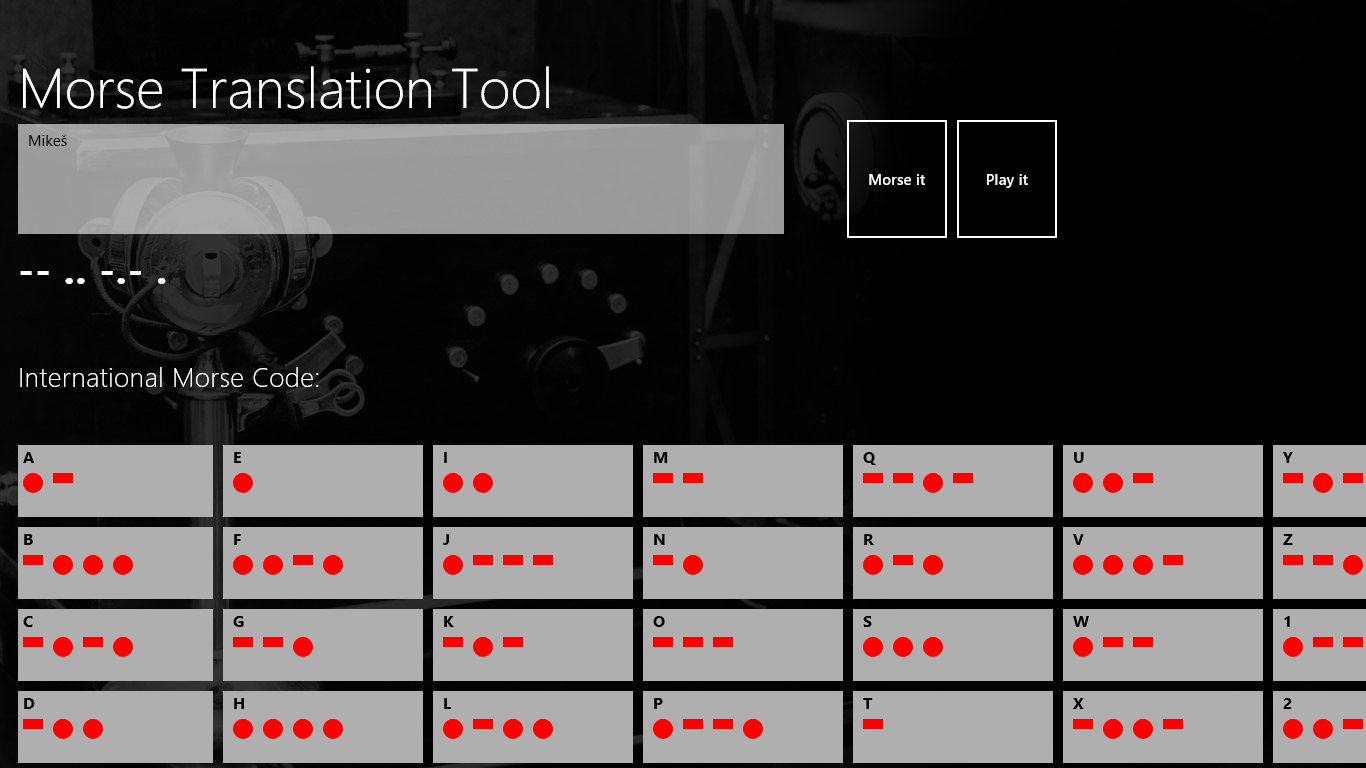 Morse Translation Tool
Mikeš
Morse it Play it
-- .. -.- .
International Morse Code:
A E I M Q U Y
B F J N R V Z
C G K O S W 1
D H L P T X 2